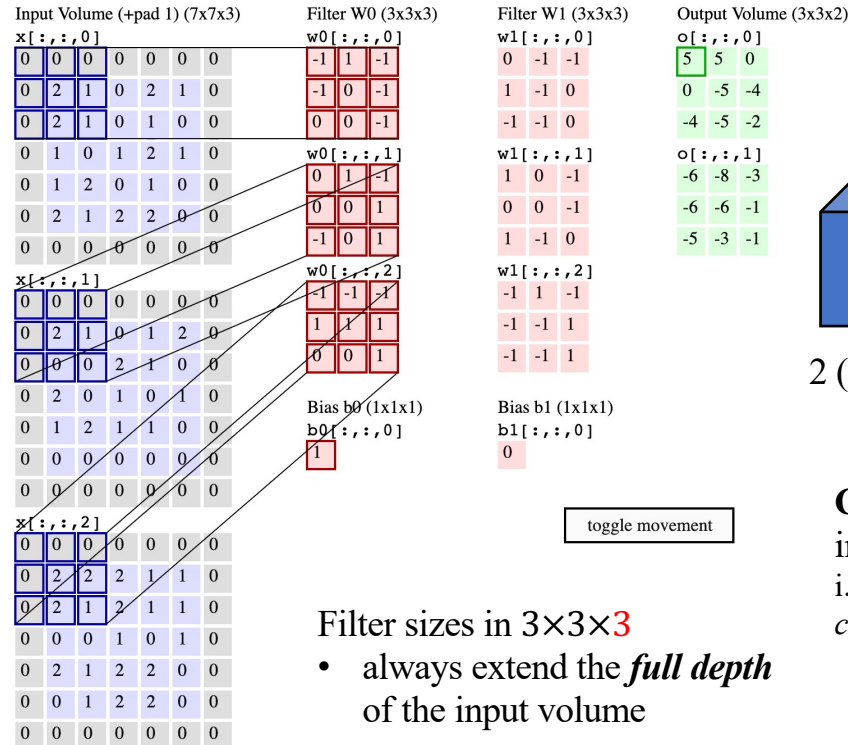 Input Volume (+pad 1) (7x7x3)
x[:,:,0]
0 0 0 0 0 0 0
0 2 1 0 2 1 0
0 2 1 0 1 0 0
0 1 0 1 2 1 0
0 1 2 0 1 0 0
0 2 1 2 2 0 0
0 0 0 0 0 0 0
x[:,:,1]
0 0 0 0 0 0 0
0 2 1 0 1 2 0
0 0 0 2 1 0 0
0 2 0 1 0 1 0
0 1 2 1 1 0 0
0 0 0 0 0 0 0
0 0 0 0 0 0 0
x[:,:,2]
0 0 0 0 0 0 0
0 2 2 2 1 1 0
0 2 1 2 1 1 0
0 0 0 1 0 1 0
0 2 1 2 2 0 0
0 0 1 2 2 0 0
0 0 0 0 0 0 0
Filter W0 (3x3x3)
w0[:,:,0]
-1 1 -1
-1 0 -1
0 0 -1
w0[:,:,1]
0 1 -1
0 0 1
-1 0 1
w0[:,:,2]
-1 -1 -1
1 1 1
0 0 1
Bias b0 (1x1x1)
b0[:,:,0]
1
Filter W1 (3x3x3)
w1[:,:,0]
0 -1 -1
1 -1 0
-1 -1 0
w1[:,:,1]
1 0 -1
0 0 -1
1 -1 0
w1[:,:,2]
-1 1 -1
-1 -1 1
-1 -1 1
Bias b1 (1x1x1)
b1[:,:,0]
0
Output Volume (3x3x2)
o[:,:,0]
5 5 0
0 -5 -4
-4 -5 -2
o[:,:,1]
-6 -8 -3
-6 -6 -1
-5 -3 -1
toggle movement
2 (
Filter sizes in 3×3×3
• always extend the full depth
of the input volume
i.